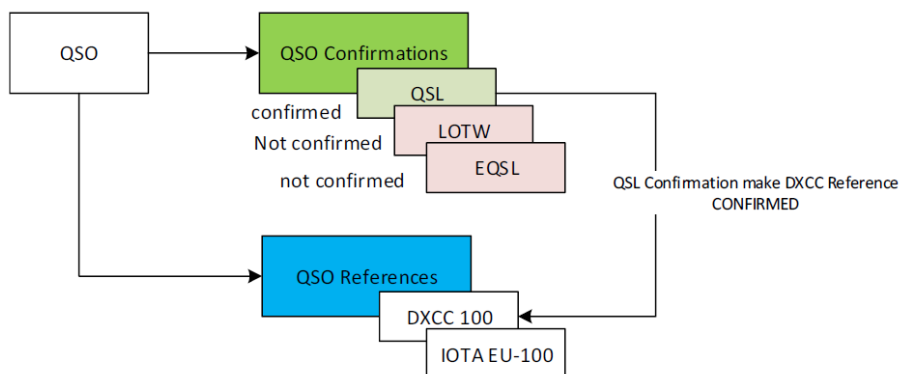 QSO
QSO Confirmations
QSL
confirmed
LOTW
Not confirmed
EQSL
not confirmed
QSL Confirmation make DXCC Reference
CONFIRMED
QSO References
DXCC 100
IOTA EU-100